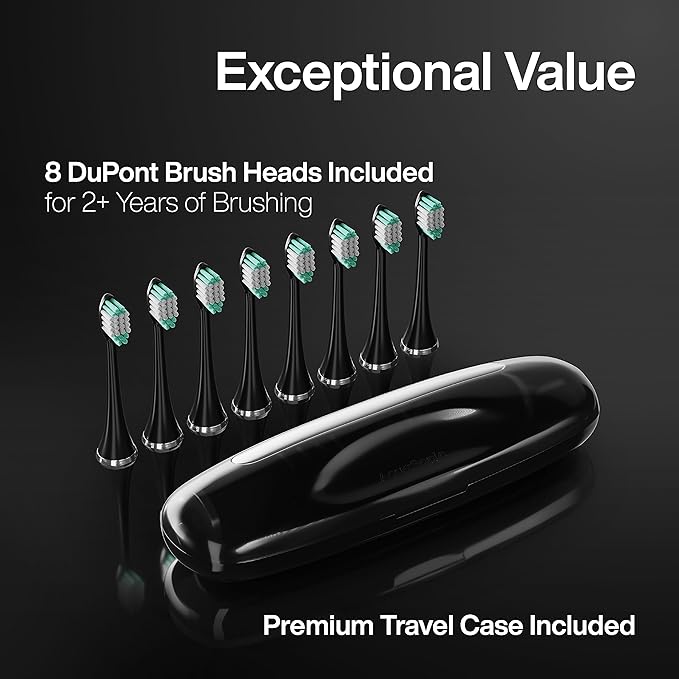 Exceptional Value
8 DuPont Brush Heads Included
for 2+ Years of Brushing
Premium Travel Case Included